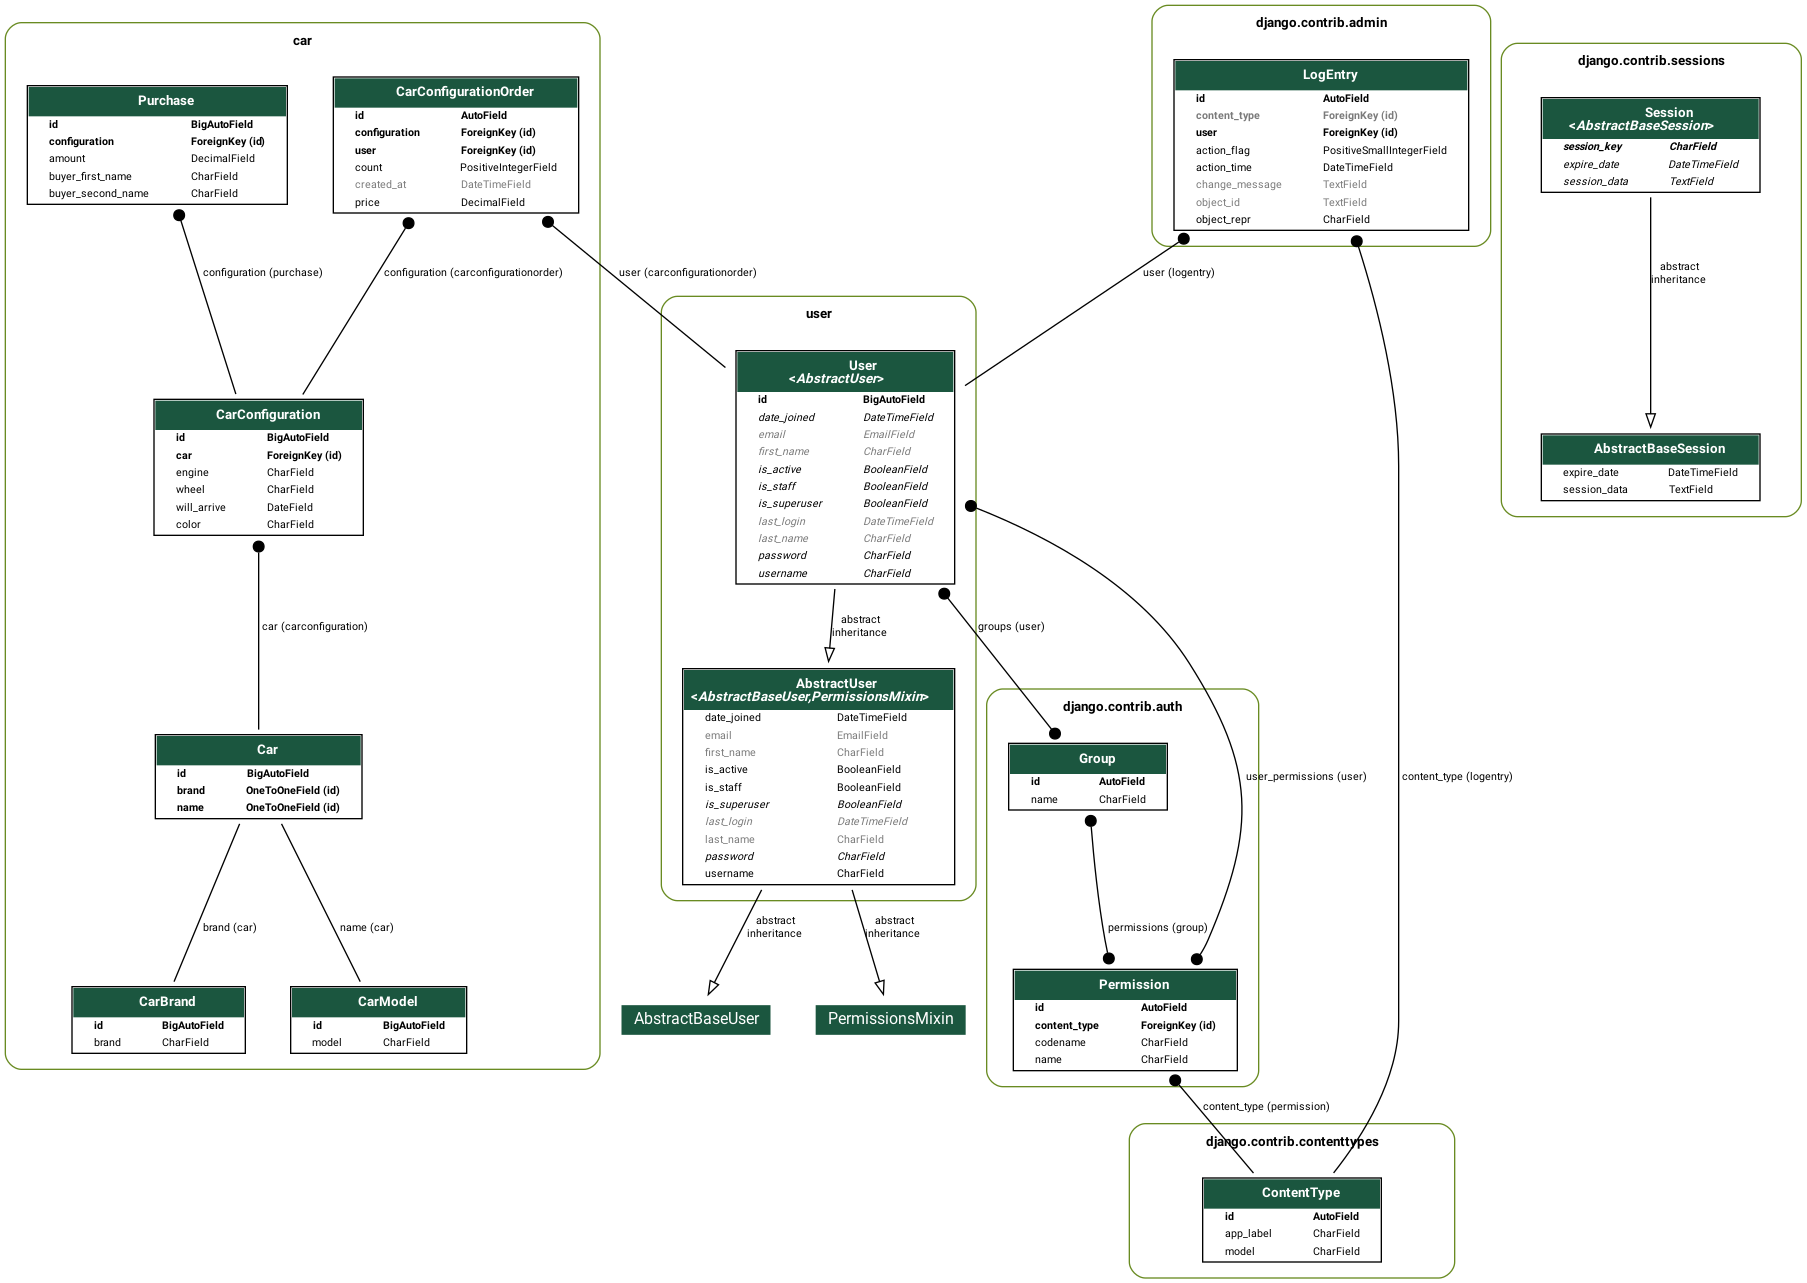 car
Purchase
id BigAutoField
configuration ForeignKey (id)
amount DecimalField
buyer_first_name CharField
buyer_second_name CharField
CarConfigurationOrder
id AutoField
configuration ForeignKey (id)
user ForeignKey (id)
count PositiveIntegerField
created_at DateTimeField
price DecimalField
configuration (purchase)
configuration (carconfigurationorder)
user (carconfigurationorder)
CarConfiguration
id BigAutoField
car ForeignKey (id)
engine CharField
wheel CharField
will_arrive DateField
color CharField
car (carconfiguration)
Car
id BigAutoField
brand OneToOneField (id)
name OneToOneField (id)
brand (car)
name (car)
CarBrand
id BigAutoField
brand CharField
CarModel
id BigAutoField
model CharField
user
User
<AbstractUser>
id BigAutoField
date_joined DateTimeField
email EmailField
first_name CharField
is_active BooleanField
is_staff BooleanField
is_superuser BooleanField
last_login DateTimeField
last_name CharField
password CharField
username CharField
abstract
inheritance
AbstractUser
<AbstractBaseUser,PermissionsMixin>
date_joined DateTimeField
email EmailField
first_name CharField
is_active BooleanField
is_staff BooleanField
is_superuser BooleanField
last_login DateTimeField
last_name CharField
password CharField
username CharField
abstract
inheritance
abstract
inheritance
AbstractBaseUser
PermissionsMixin
django.contrib.admin
LogEntry
id AutoField
content_type ForeignKey (id)
user ForeignKey (id)
action_flag PositiveSmallIntegerField
action_time DateTimeField
change_message TextField
object_id TextField
object_repr CharField
user (logentry)
groups (user)
user_permissions (user)
content_type (logentry)
django.contrib.auth
Group
id AutoField
name CharField
permissions (group)
Permission
id AutoField
content_type ForeignKey (id)
codename CharField
name CharField
content_type (permission)
django.contrib.contenttypes
ContentType
id AutoField
app_label CharField
model CharField
django.contrib.sessions
Session
<AbstractBaseSession>
session_key CharField
expire_date DateTimeField
session_data TextField
abstract
inheritance
AbstractBaseSession
expire_date DateTimeField
session_data TextField